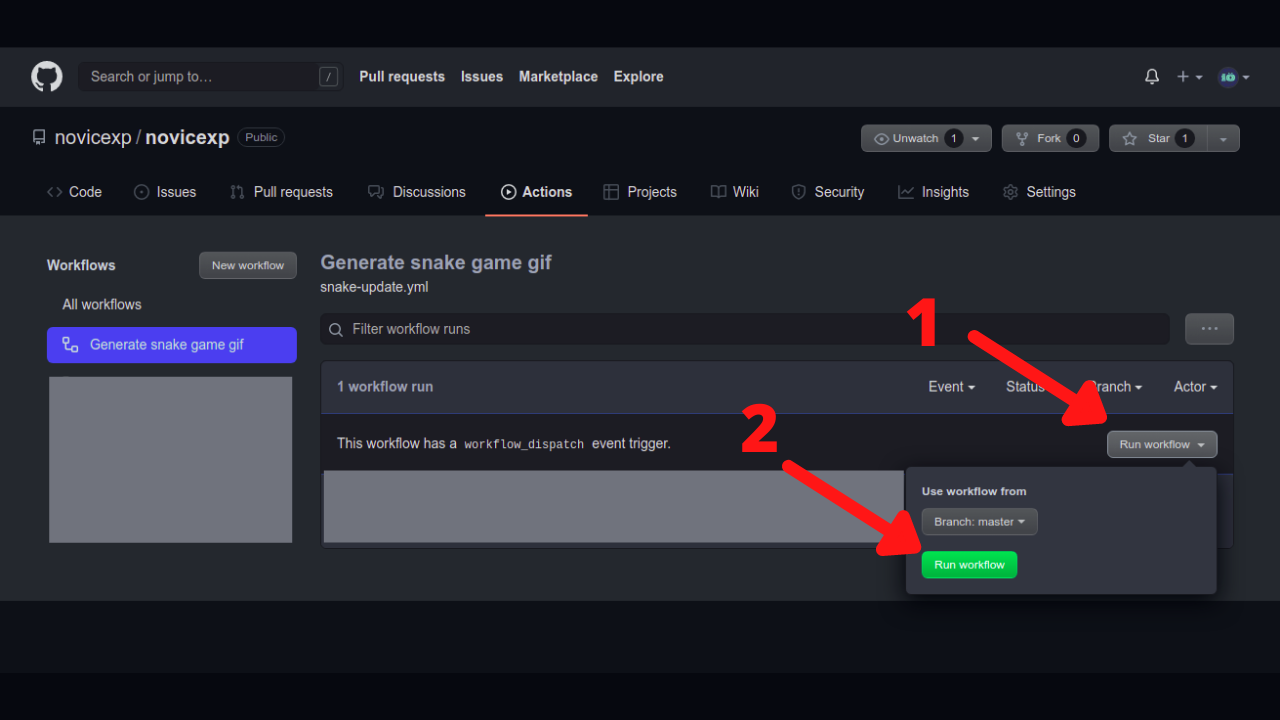 Search or jump to… / Pull requests Issues Marketplace Explore
novicexp / novicexp Public Unwatch 1 Fork 0 Star 1
Code Issues Pull requests Discussions Actions Projects Wiki Security Insights Settings
Workflows New workflow
Generate snake game gif
snake-update.yml
All workflows
Generate snake game gif
Filter workflow runs
1
1 workflow run Event Status Branch Actor
2
This workflow has a workflow_dispatch event trigger. Run workflow
Use workflow from
Branch: master
Run workflow